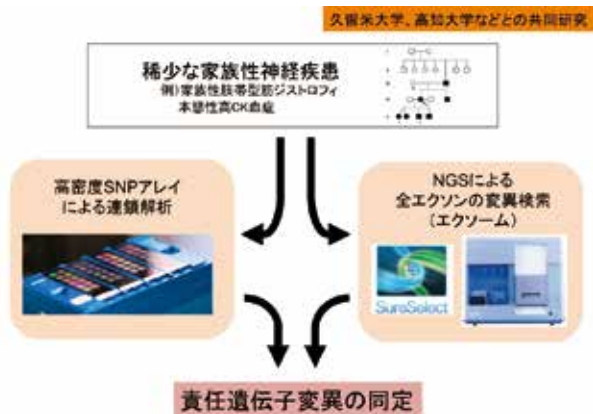 久留米大学、高知大学などとの共同研究
稀少な家族性神経疾患
例)家族性肢帯型筋ジストロフィ
本態性高CK血症
高密度SNPアレイ
による連鎖解析
NGSによる
全エクソンの変異検索
(エクソーム)
SureSelect
責任遺伝子変異の同定